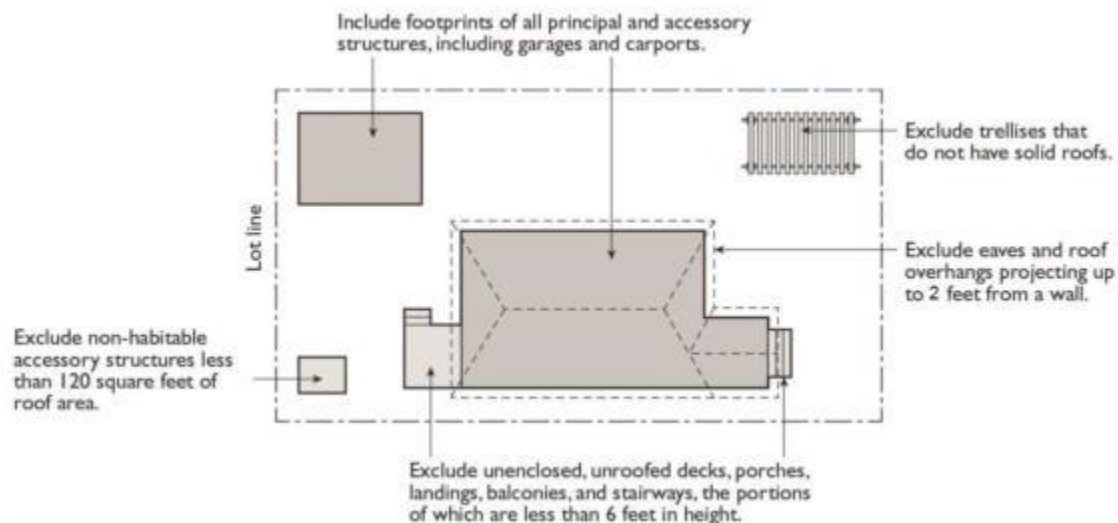 Include footprints of all principal and accessory
structures, including garages and carports.
Exclude trellises that
do not have solid roofs.
Lot line
Exclude eaves and roof
overhangs projecting up
to 2 feet from a wall.
Exclude non-habitable
accessory structures less
than 120 square feet of
roof area.
Exclude unenclosed, unroofed decks, porches,
landings, balconies, and stairways, the portions
of which are less than 6 feet in height.